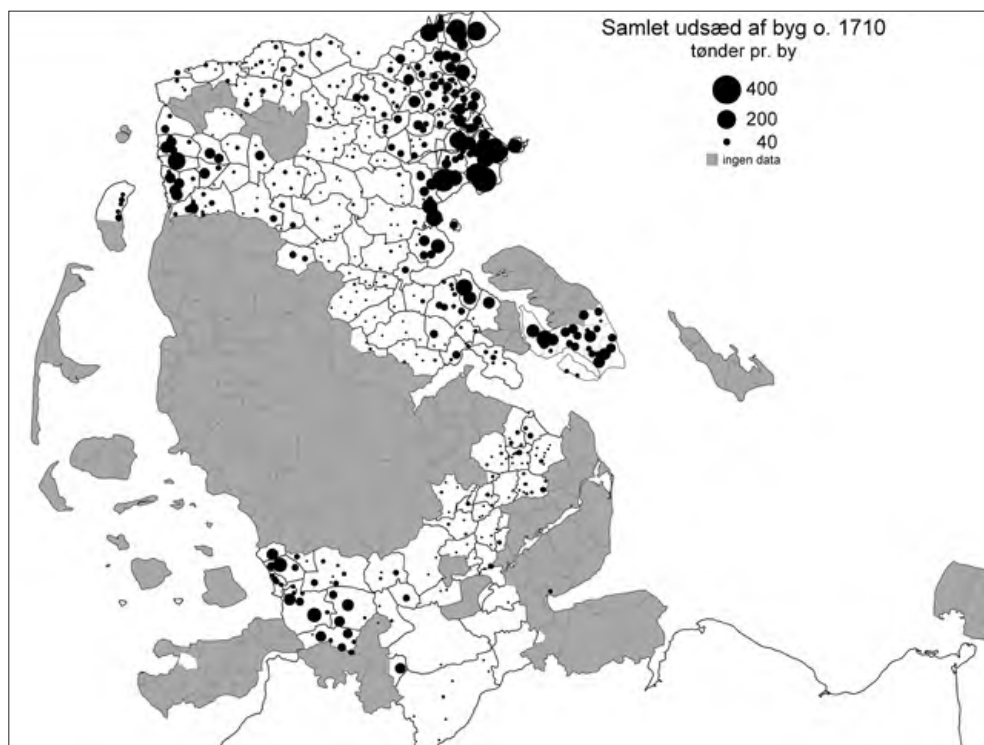 Samlet udsæd af byg o. 1710
tønder pr. by
400
200
40
ingen data